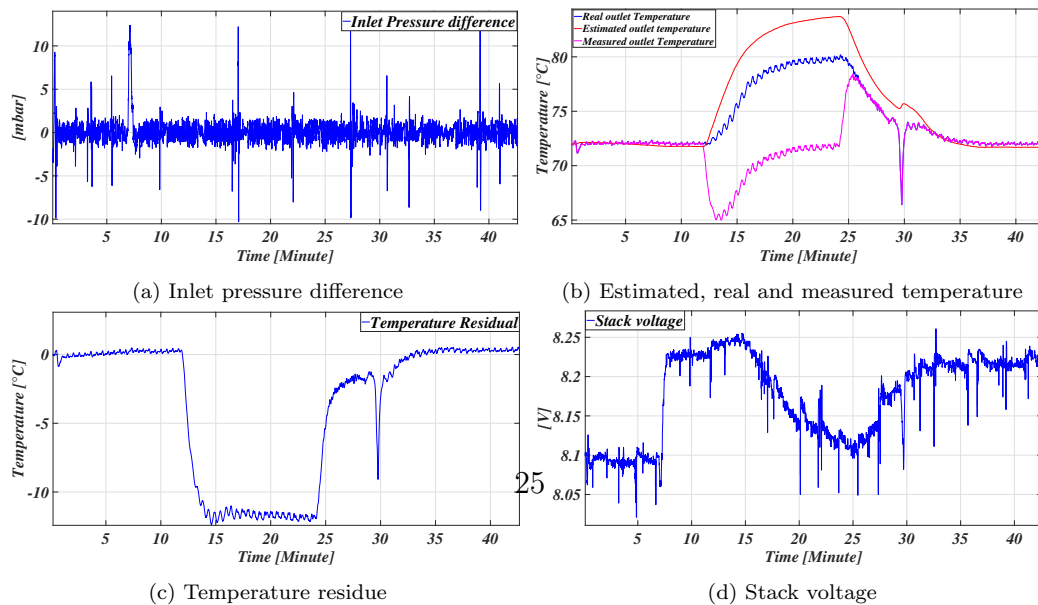 Inlet Pressure difference
10
5
0
-5
-10
[mbar]
5 10 15 20 25 30 35 40
Time [Minute]
(a) Inlet pressure difference
Real outlet Temperature
Estimated outlet temperature
Measured outlet Temperature
80
72
65
Temperature [°C]
5 10 15 20 25 30 35 40
Time [Minute]
(b) Estimated, real and measured temperature
Temperature Residual
0
-5
-10
Temperature [°C]
5 10 15 20 25 30 35 40
Time [Minute]
(c) Temperature residue
25
Stack voltage
8.25
8.2
8.15
8.1
8.05
[V]
5 10 15 20 25 30 35 40
Time [Minute]
(d) Stack voltage